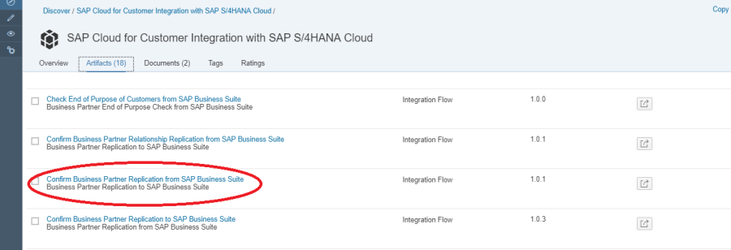 Discover / SAP Cloud for Customer Integration with SAP S/4HANA Cloud /
Copy
SAP Cloud for Customer Integration with SAP S/4HANA Cloud
Overview Artifacts (18) Documents (2) Tags Ratings
Check End of Purpose of Customers from SAP Business Suite Integration Flow 1.0.0
Business Partner End of Purpose Check from SAP Business Suite
Confirm Business Partner Relationship Replication from SAP Business Suite Integration Flow 1.0.1
Business Partner Replication to SAP Business Suite
Confirm Business Partner Replication from SAP Business Suite Integration Flow 1.0.1
Business Partner Replication to SAP Business Suite
Confirm Business Partner Replication to SAP Business Suite Integration Flow 1.0.3
Business Partner Replication from SAP Business Suite